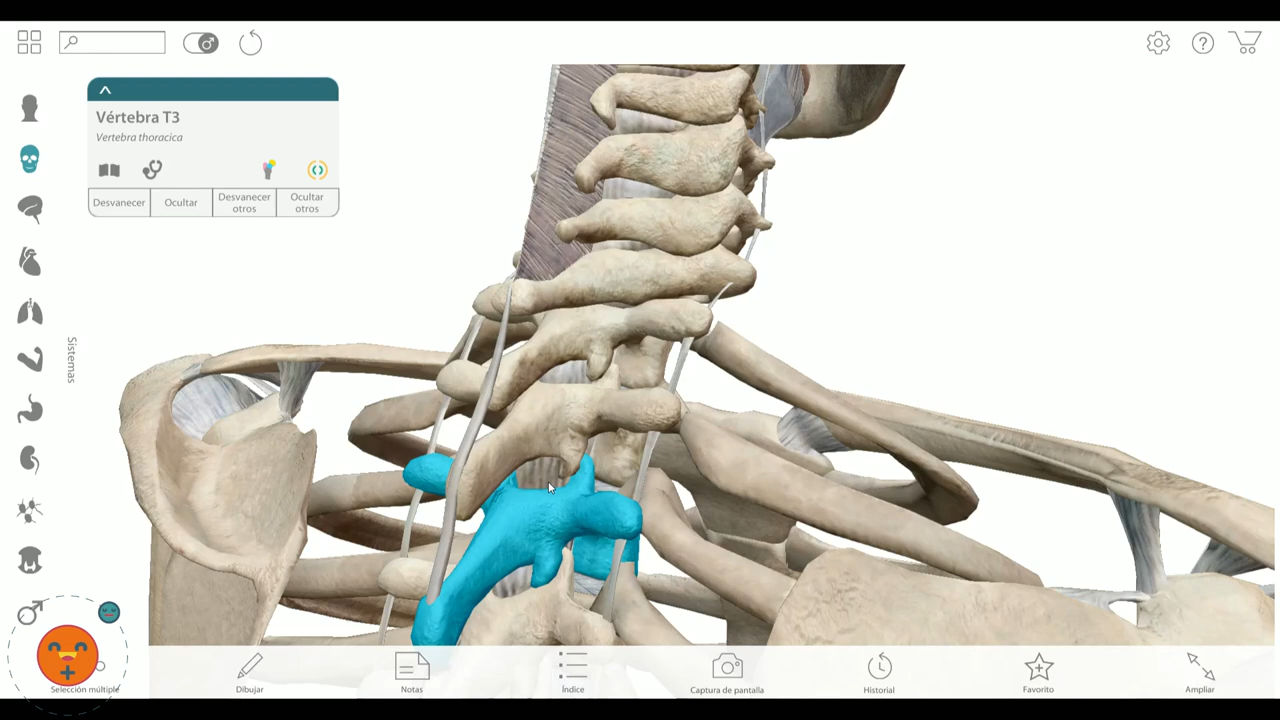 Vértebra T3
Vertebra thoracica
Desvanecer
Ocultar
Desvanecer
otros
Ocultar
otros
Sistemas
Selección múltiple
Dibujar
Notas
Índice
Captura de pantalla
Historial
Favorito
Ampliar